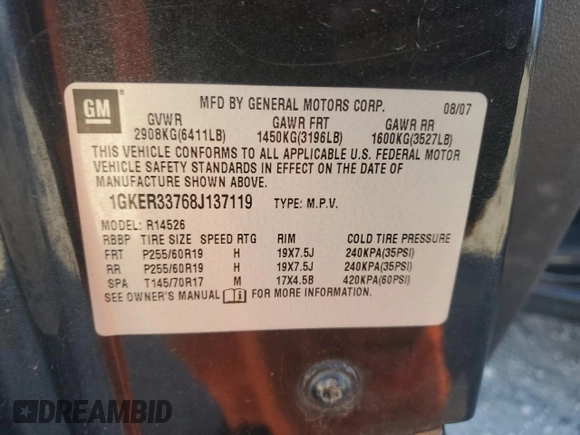 GM
MFD BY GENERAL MOTORS CORP. 08/07
GVWR GAWR FRT GAWR RR
2908KG(6411LB) 1450KG(3196LB) 1600KG(3527LB)
THIS VEHICLE CONFORMS TO ALL APPLICABLE U.S. FEDERAL MOTOR
VEHICLE SAFETY STANDARDS IN EFFECT ON THE DATE OF
MANUFACTURE SHOWN ABOVE.
1GKER33768J137119 TYPE: M.P.V.
MODEL: R14526
RBBP TIRE SIZE SPEED RTG RIM COLD TIRE PRESSURE
FRT P255/60R19 H 19X7.5J 240KPA(35PSI)
RR P255/60R19 H 19X7.5J 240KPA(35PSI)
SPA T145/70R17 M 17X4.5B 420KPA(60PSI)
SEE OWNER'S MANUAL FOR MORE INFORMATION.
DREAMBID